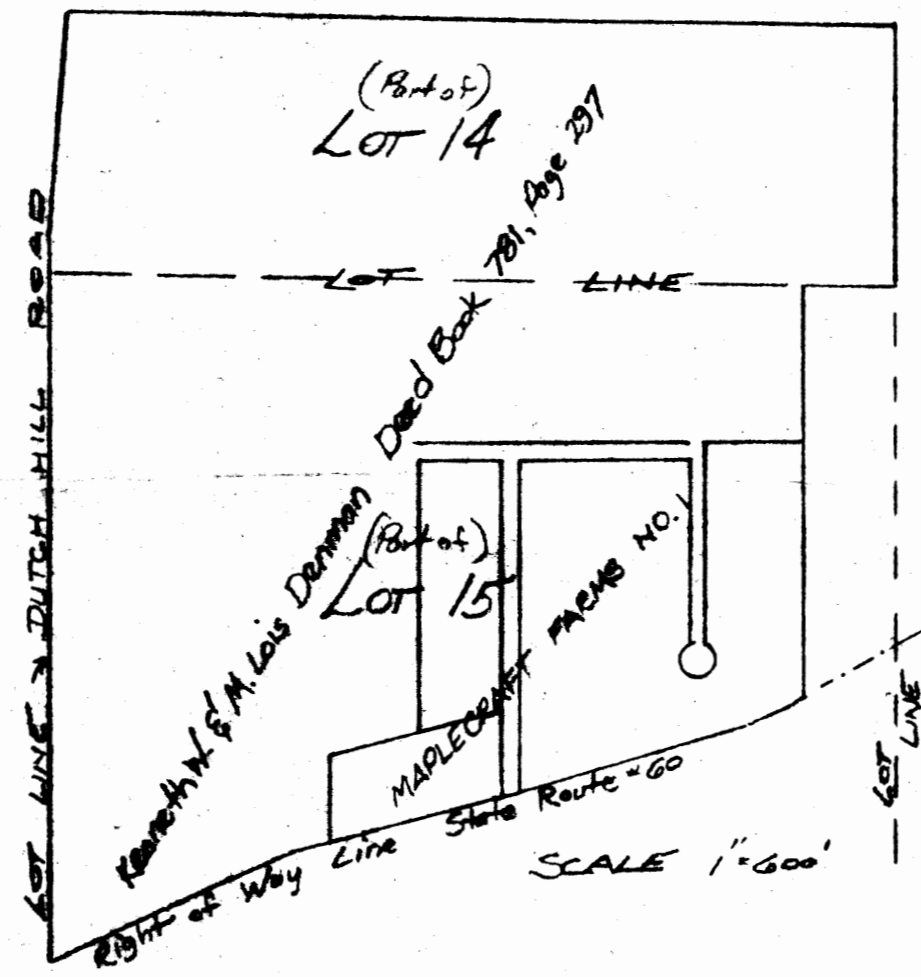 (Part of)
LOT 14
LOT LINE
Kenneth W. & M. Lois Denman Deed Book 781, Page 297
LOT LINE → DUTCH HILL ROAD
(Part of)
LOT 15
MAPLECRAFT FARMS NO. 1
Right of Way Line State Route #60
LOT LINE
SCALE 1"=600'